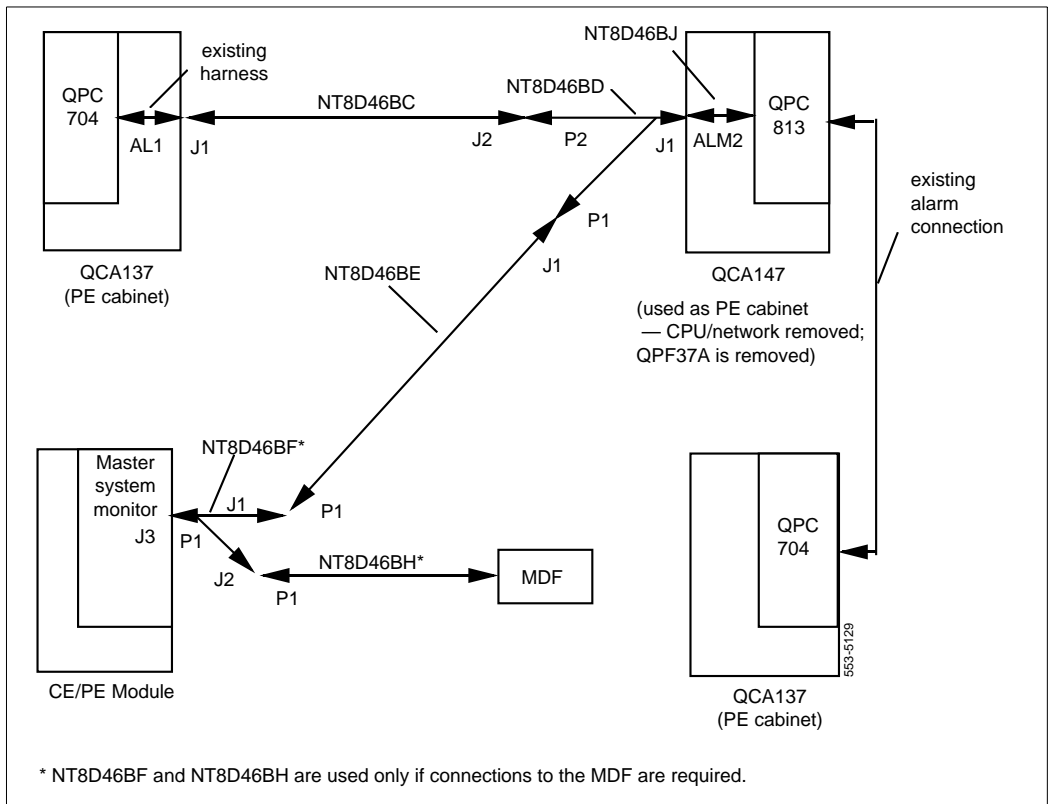 existing
harness
NT8D46BJ
QPC
704
NT8D46BC
NT8D46BD
QPC
813
AL1
J1
J2
P2
J1
ALM2
existing
alarm
connection
P1
J1
QCA137
(PE cabinet)
NT8D46BE
QCA147
(used as PE cabinet
— CPU/network removed;
QPF37A is removed)
NT8D46BF*
Master
system
monitor
J3
P1
J1
P1
J2
NT8D46BH*
P1
MDF
QPC
704
553-5129
CE/PE Module
QCA137
(PE cabinet)
* NT8D46BF and NT8D46BH are used only if connections to the MDF are required.